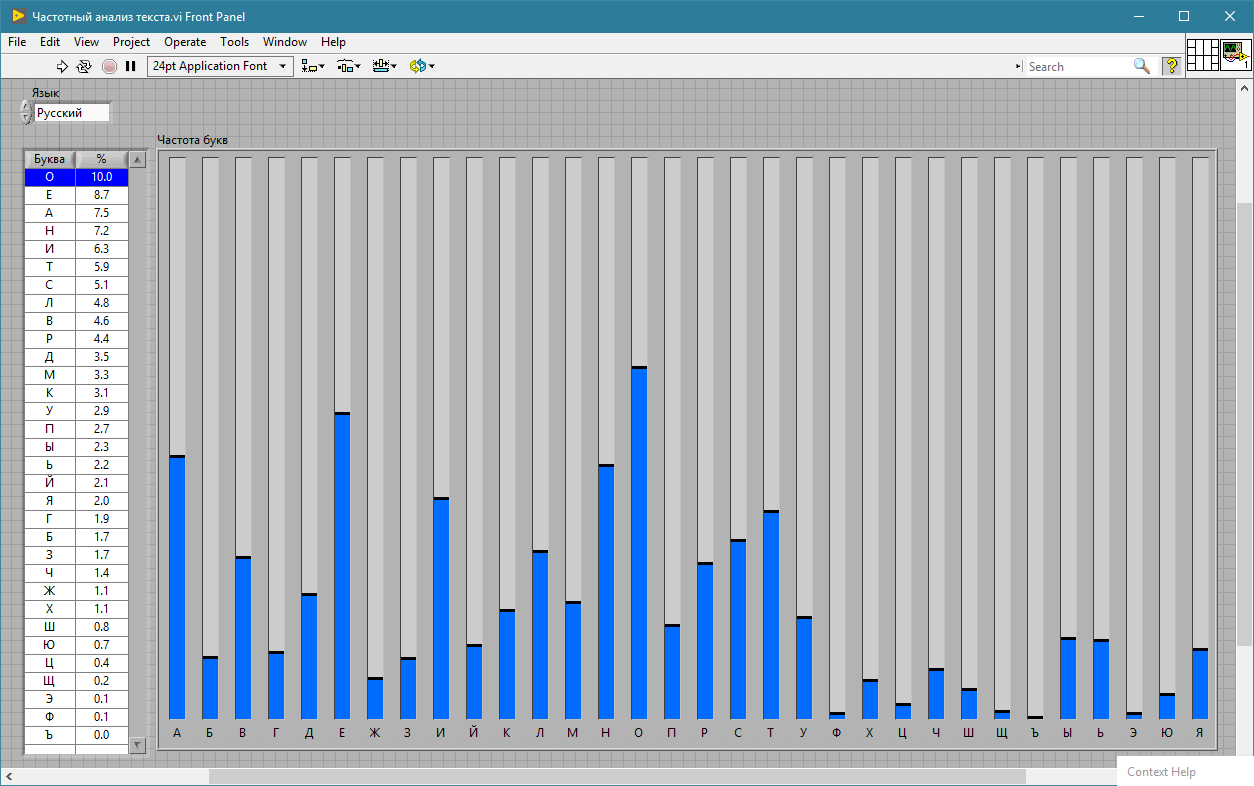 Частотный анализ текста.vi Front Panel
File Edit View Project Operate Tools Window Help
24pt Application Font
Search
?
1
Язык
Русский
Частота букв
Буква %
О 10.0
Е 8.7
А 7.5
Н 7.2
И 6.3
Т 5.9
С 5.1
Л 4.8
В 4.6
Р 4.4
Д 3.5
М 3.3
К 3.1
У 2.9
П 2.7
Ы 2.3
Ь 2.2
Й 2.1
Я 2.0
Г 1.9
Б 1.7
З 1.7
Ч 1.4
Ж 1.1
Х 1.1
Ш 0.8
Ю 0.7
Ц 0.4
Щ 0.2
Э 0.1
Ф 0.1
Ъ 0.0
А Б В Г Д Е Ж З И Й К Л М Н О П Р С Т У Ф Х Ц Ч Ш Щ Ъ Ы Ь Э Ю Я
Context Help